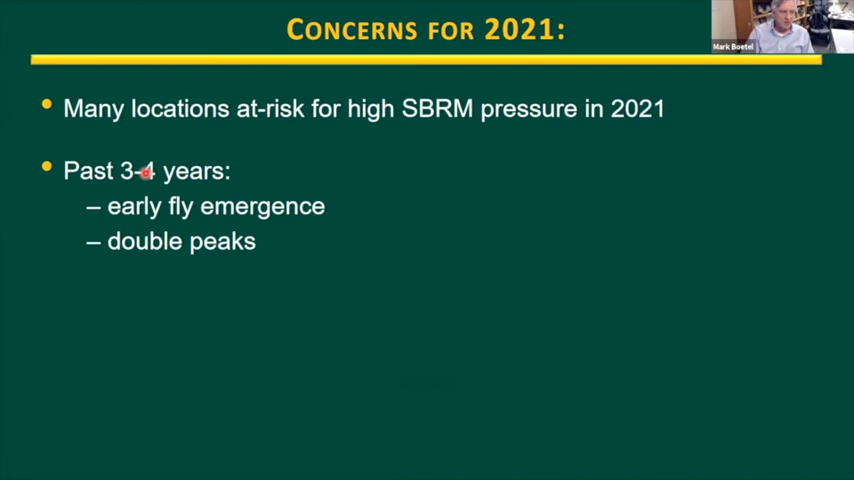 CONCERNS FOR 2021:
Mark Boetel
• Many locations at-risk for high SBRM pressure in 2021
• Past 3-4 years:
– early fly emergence
– double peaks